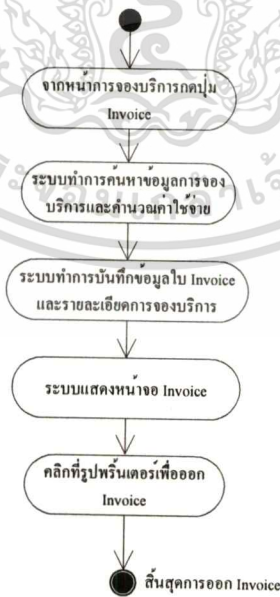 จากหน้าการจองบริการกดปุ่ม
Invoice
ระบบทำการค้นหาข้อมูลการจอง
บริการและคำนวณค่าใช้จ่าย
ระบบทำการบันทึกข้อมูลใบ Invoice
และรายละเอียดการจองบริการ
ระบบแสดงหน้าจอ Invoice
คลิกที่รูปพริ้นเตอร์เพื่อออก
Invoice
สิ้นสุดการออก Invoice